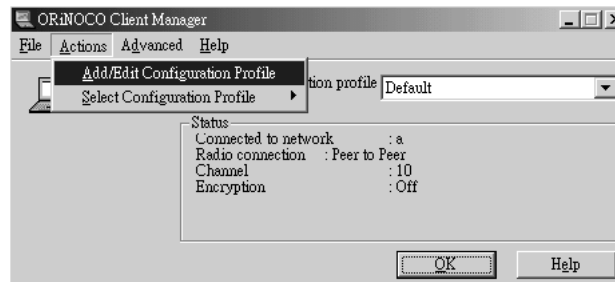 ORiNOCO Client Manager
File Actions Advanced Help
Add/Edit Configuration Profile
Select Configuration Profile
tion profile Default
Status
Connected to network : a
Radio connection : Peer to Peer
Channel : 10
Encryption : Off
OK Help